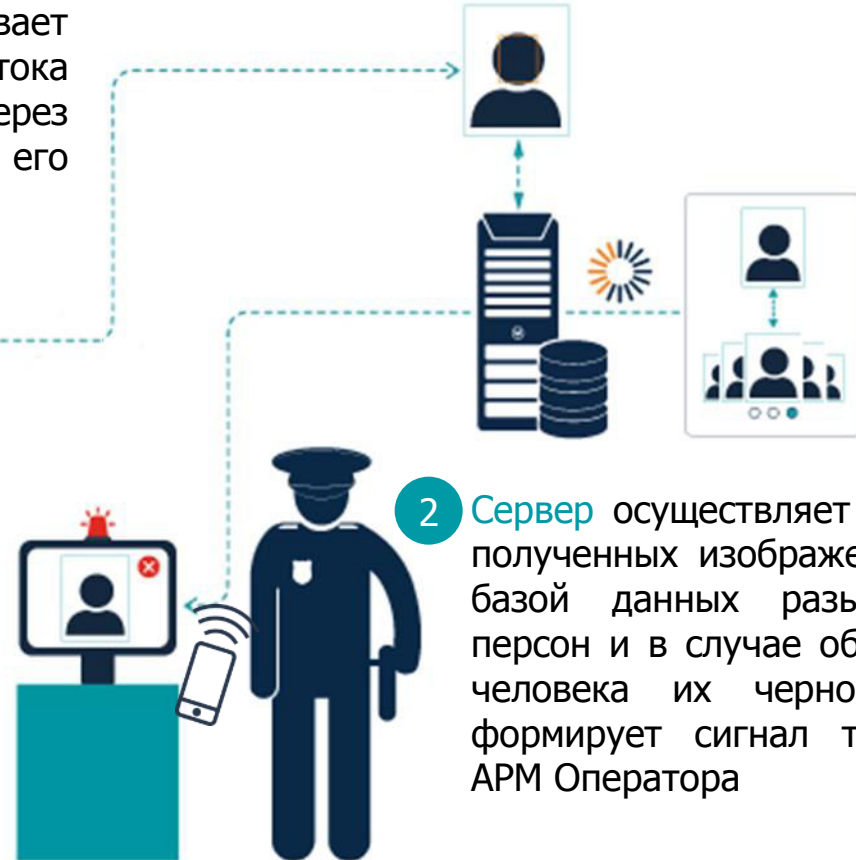 тока
ерез
его
2
Сервер осуществляет
полученных изображе
базой данных разы
персон и в случае об
человека их черно
формирует сигнал т
АРМ Оператора